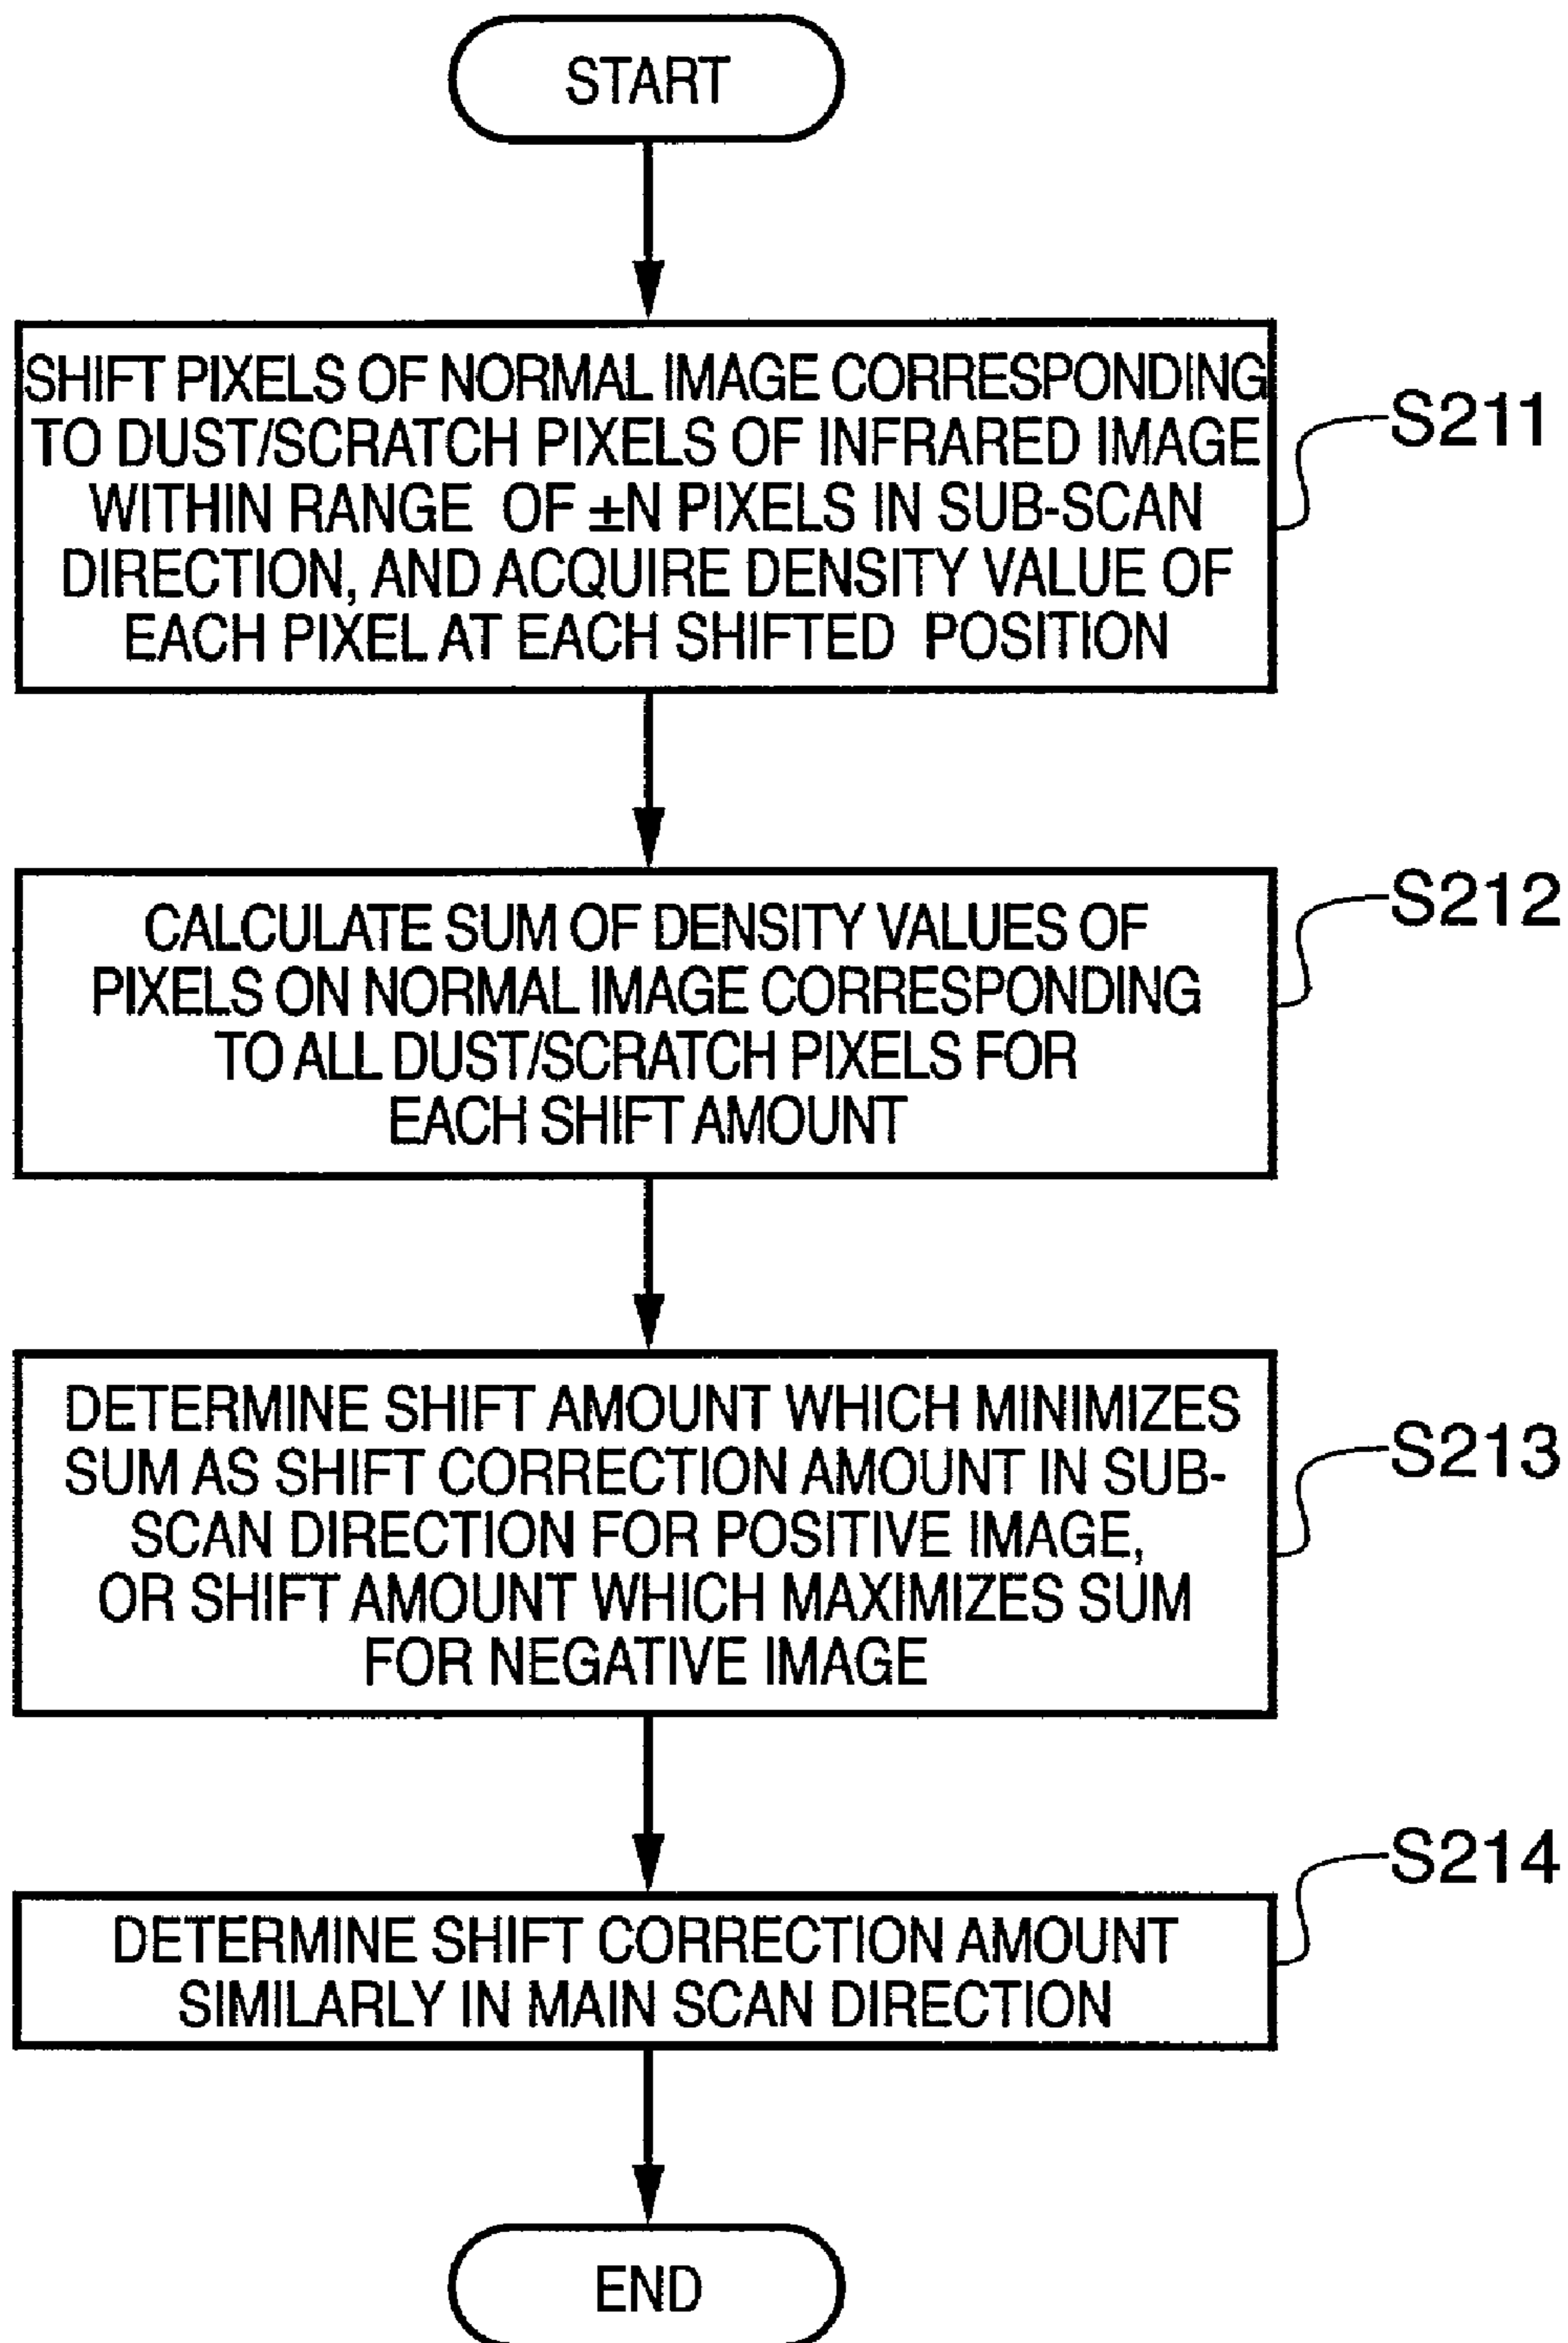 START
SHIFT PIXELS OF NORMAL IMAGE CORRESPONDING
TO DUST/SCRATCH PIXELS OF INFRARED IMAGE
WITHIN RANGE OF ±N PIXELS IN SUB-SCAN
DIRECTION, AND ACQUIRE DENSITY VALUE OF
EACH PIXEL AT EACH SHIFTED POSITION
S211
CALCULATE SUM OF DENSITY VALUES OF
PIXELS ON NORMAL IMAGE CORRESPONDING
TO ALL DUST/SCRATCH PIXELS FOR
EACH SHIFT AMOUNT
S212
DETERMINE SHIFT AMOUNT WHICH MINIMIZES
SUM AS SHIFT CORRECTION AMOUNT IN SUB-
SCAN DIRECTION FOR POSITIVE IMAGE,
OR SHIFT AMOUNT WHICH MAXIMIZES SUM
FOR NEGATIVE IMAGE
S213
DETERMINE SHIFT CORRECTION AMOUNT
SIMILARLY IN MAIN SCAN DIRECTION
S214
END